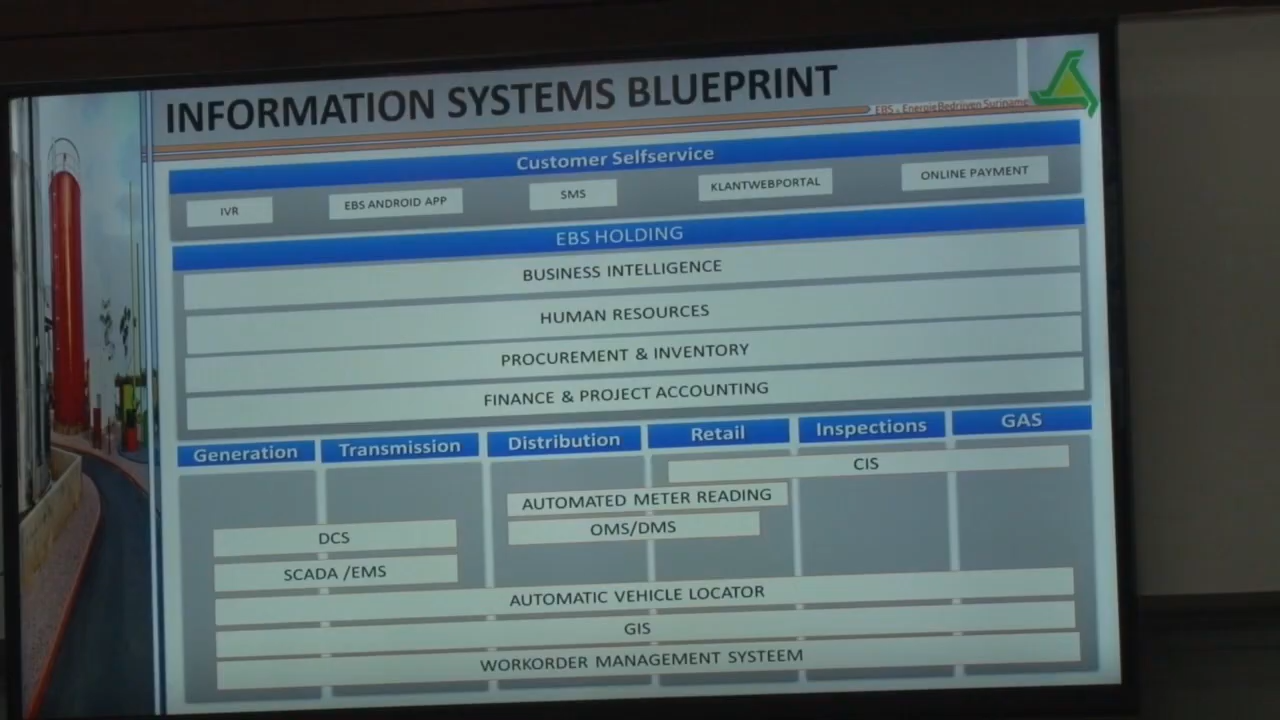 INFORMATION SYSTEMS BLUEPRINT
EBS - EnergieBedrijven Suriname
Customer Selfservice
IVR
EBS ANDROID APP
SMS
KLANTWEBPORTAL
ONLINE PAYMENT
EBS HOLDING
BUSINESS INTELLIGENCE
HUMAN RESOURCES
PROCUREMENT & INVENTORY
FINANCE & PROJECT ACCOUNTING
Generation Transmission Distribution Retail Inspections GAS
CIS
AUTOMATED METER READING
OMS/DMS
DCS
SCADA /EMS
AUTOMATIC VEHICLE LOCATOR
GIS
WORKORDER MANAGEMENT SYSTEEM